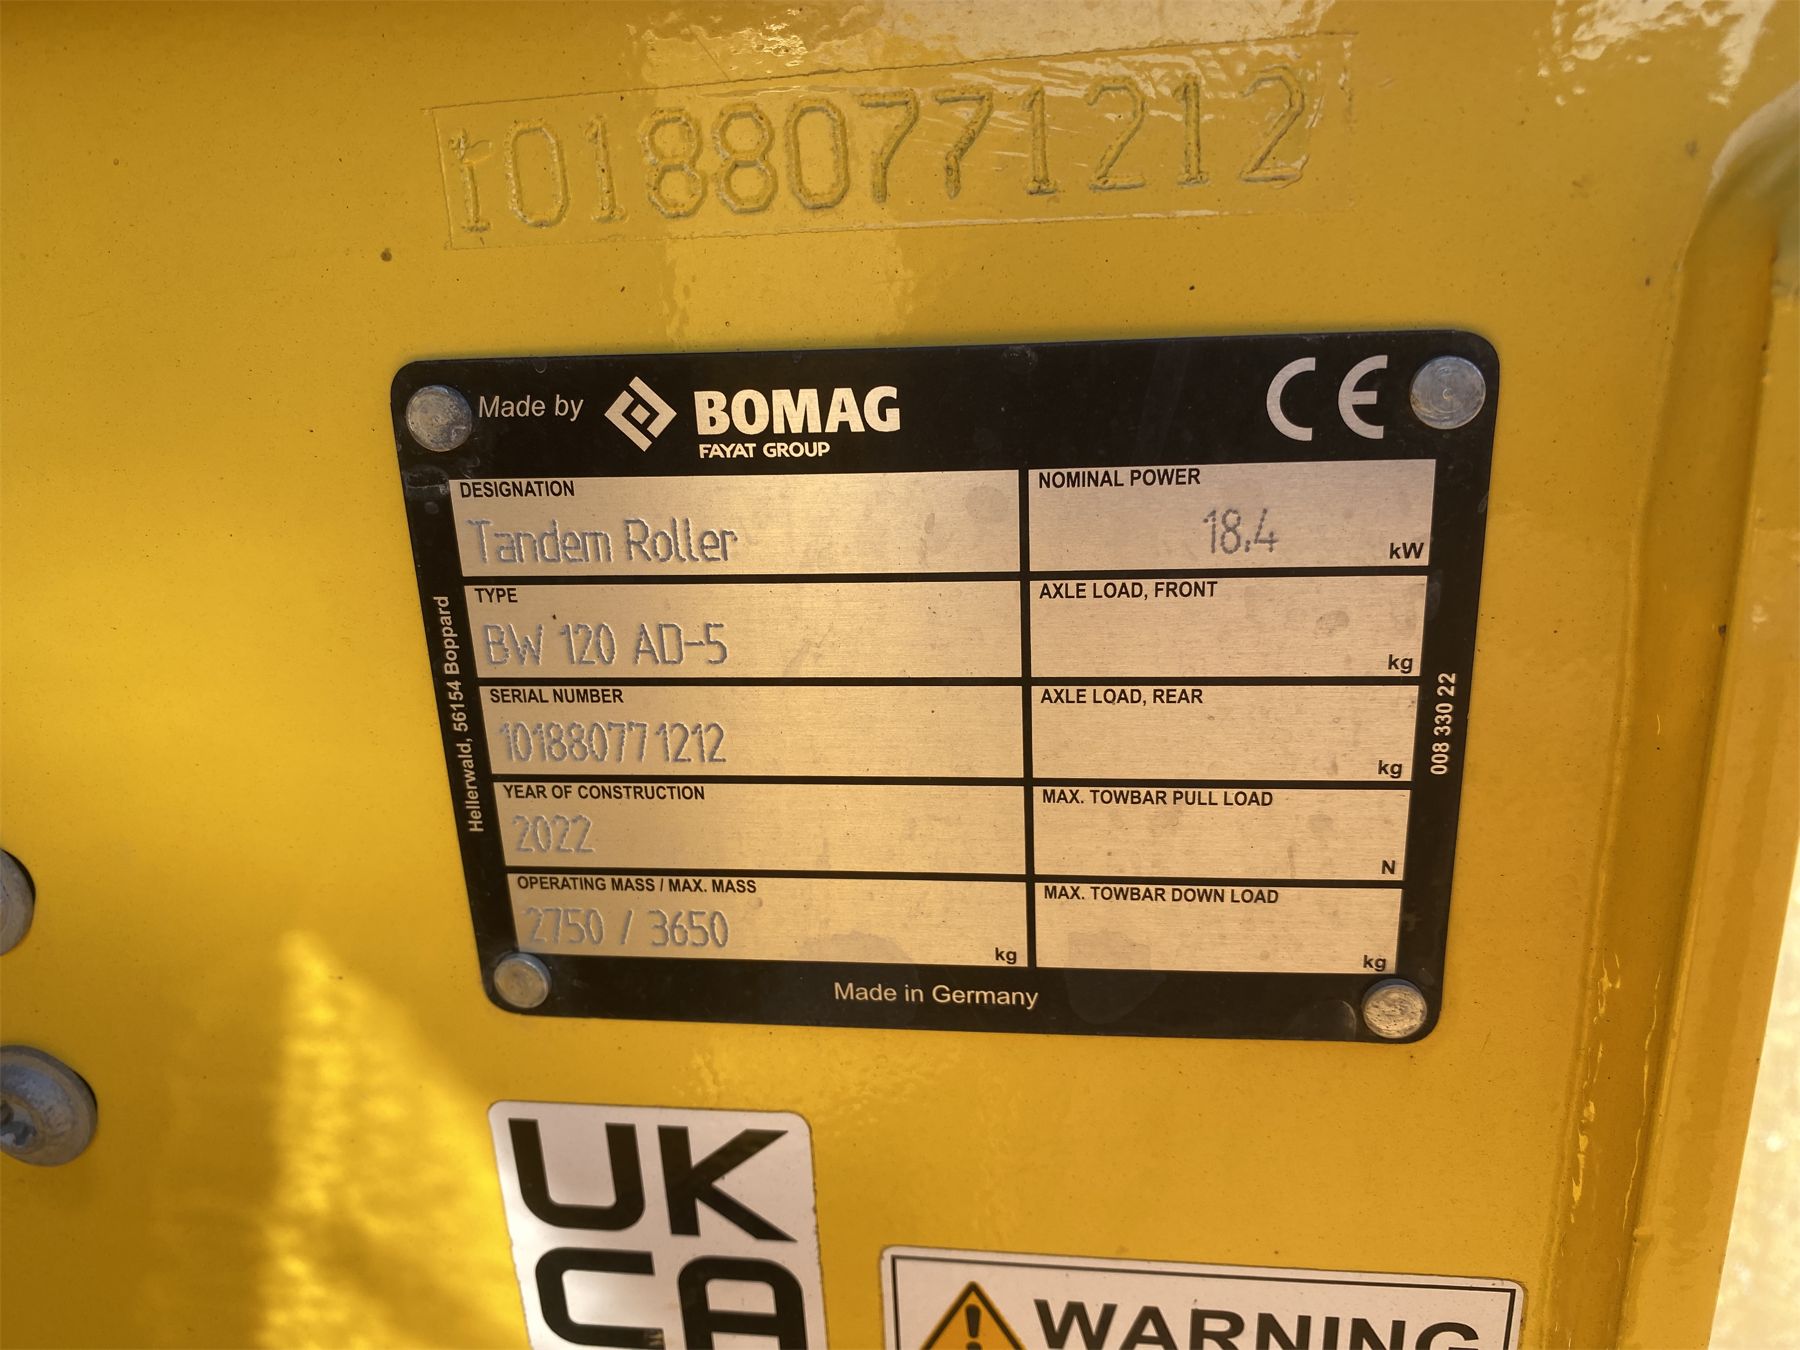 101880771212
Made by BOMAG
FAYAT GROUP
CE
DESIGNATION
Tandem Roller
NOMINAL POWER
18.4
kW
TYPE
BW 120 AD-5
AXLE LOAD, FRONT
kg
SERIAL NUMBER
101880771212
AXLE LOAD, REAR
kg
YEAR OF CONSTRUCTION
2022
MAX. TOWBAR PULL LOAD
N
OPERATING MASS / MAX. MASS
2750 / 3650
kg
MAX. TOWBAR DOWN LOAD
kg
Hellerwald, 56154 Boppard
008 330 22
Made in Germany
UK
CA
WARNING